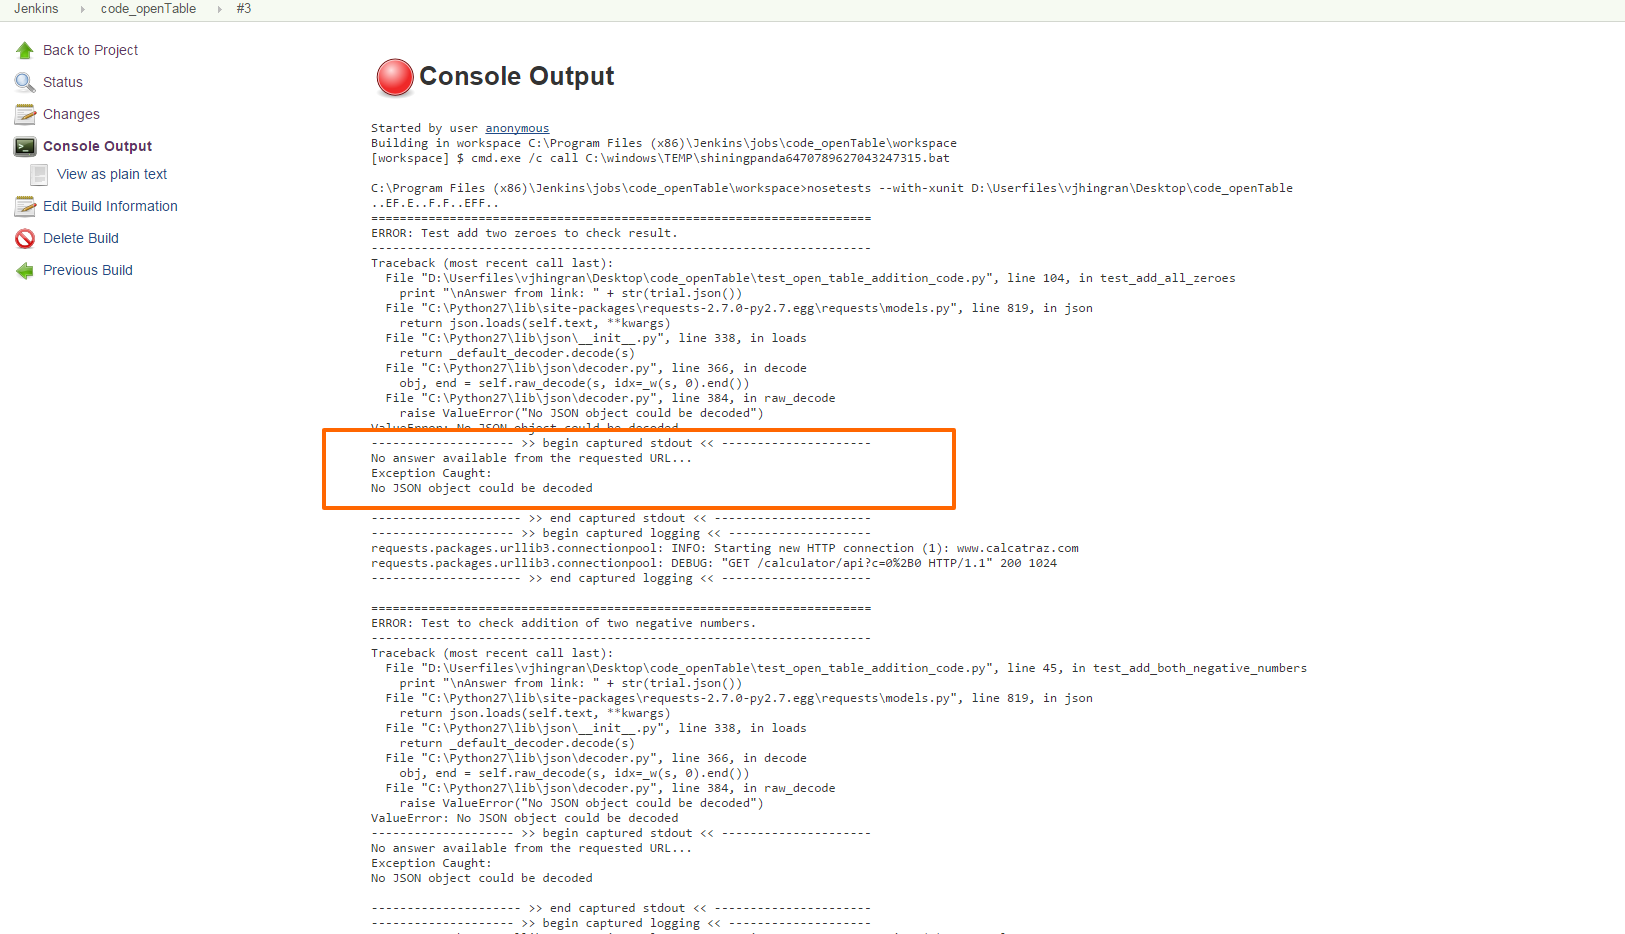 Jenkins code_openTable #3
Back to Project
Status
Changes
Console Output
View as plain text
Edit Build Information
Delete Build
Previous Build
Console Output
Started by user anonymous
Building in workspace C:\Program Files (x86)\Jenkins\jobs\code_openTable\workspace
[workspace] $ cmd.exe /c call C:\windows\TEMP\shiningpanda6470789627043247315.bat
C:\Program Files (x86)\Jenkins\jobs\code_openTable\workspace>nosetests --with-xunit D:\Userfiles\vjhingran\Desktop\code_openTable
..EF.E..F.F..EFF..
======================================================================
ERROR: Test add two zeroes to check result.
----------------------------------------------------------------------
Traceback (most recent call last):
File "D:\Userfiles\vjhingran\Desktop\code_openTable\test_open_table_addition_code.py", line 104, in test_add_all_zeroes
print "\nAnswer from link: " + str(trial.json())
File "C:\Python27\lib\site-packages\requests-2.7.0-py2.7.egg\requests\models.py", line 819, in json
return json.loads(self.text, **kwargs)
File "C:\Python27\lib\json\__init__.py", line 338, in loads
return _default_decoder.decode(s)
File "C:\Python27\lib\json\decoder.py", line 366, in decode
obj, end = self.raw_decode(s, idx=_w(s, 0).end())
File "C:\Python27\lib\json\decoder.py", line 384, in raw_decode
raise ValueError("No JSON object could be decoded")
ValueError: No JSON object could be decoded
-------------------- >> begin captured stdout << ---------------------
No answer available from the requested URL...
Exception Caught:
No JSON object could be decoded
--------------------- >> end captured stdout << ----------------------
-------------------- >> begin captured logging << --------------------
requests.packages.urllib3.connectionpool: INFO: Starting new HTTP connection (1): www.calcatraz.com
requests.packages.urllib3.connectionpool: DEBUG: "GET /calculator/api?c=0%2B0 HTTP/1.1" 200 1024
--------------------- >> end captured logging << ---------------------
======================================================================
ERROR: Test to check addition of two negative numbers.
----------------------------------------------------------------------
Traceback (most recent call last):
File "D:\Userfiles\vjhingran\Desktop\code_openTable\test_open_table_addition_code.py", line 45, in test_add_both_negative_numbers
print "\nAnswer from link: " + str(trial.json())
File "C:\Python27\lib\site-packages\requests-2.7.0-py2.7.egg\requests\models.py", line 819, in json
return json.loads(self.text, **kwargs)
File "C:\Python27\lib\json\__init__.py", line 338, in loads
return _default_decoder.decode(s)
File "C:\Python27\lib\json\decoder.py", line 366, in decode
obj, end = self.raw_decode(s, idx=_w(s, 0).end())
File "C:\Python27\lib\json\decoder.py", line 384, in raw_decode
raise ValueError("No JSON object could be decoded")
ValueError: No JSON object could be decoded
-------------------- >> begin captured stdout << ---------------------
No answer available from the requested URL...
Exception Caught:
No JSON object could be decoded
--------------------- >> end captured stdout << ----------------------
-------------------- >> begin captured logging << --------------------